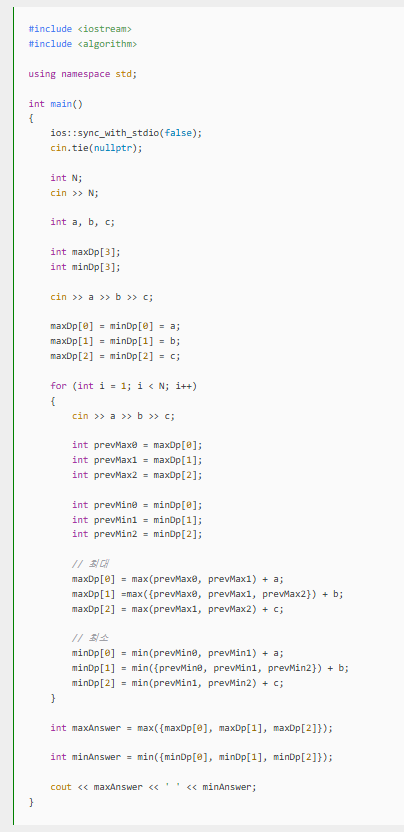 #include <iostream>
#include <algorithm>
using namespace std;
int main()
{
ios::sync_with_stdio(false);
cin.tie(nullptr);
int N;
cin >> N;
int a, b, c;
int maxDp[3];
int minDp[3];
cin >> a >> b >> c;
maxDp[0] = minDp[0] = a;
maxDp[1] = minDp[1] = b;
maxDp[2] = minDp[2] = c;
for (int i = 1; i < N; i++)
{
cin >> a >> b >> c;
int prevMax0 = maxDp[0];
int prevMax1 = maxDp[1];
int prevMax2 = maxDp[2];
int prevMin0 = minDp[0];
int prevMin1 = minDp[1];
int prevMin2 = minDp[2];
// 최대
maxDp[0] = max(prevMax0, prevMax1) + a;
maxDp[1] =max({prevMax0, prevMax1, prevMax2}) + b;
maxDp[2] = max(prevMax1, prevMax2) + c;
// 최소
minDp[0] = min(prevMin0, prevMin1) + a;
minDp[1] = min({prevMin0, prevMin1, prevMin2}) + b;
minDp[2] = min(prevMin1, prevMin2) + c;
}
int maxAnswer = max({maxDp[0], maxDp[1], maxDp[2]});
int minAnswer = min({minDp[0], minDp[1], minDp[2]});
cout << maxAnswer << ' ' << minAnswer;
}